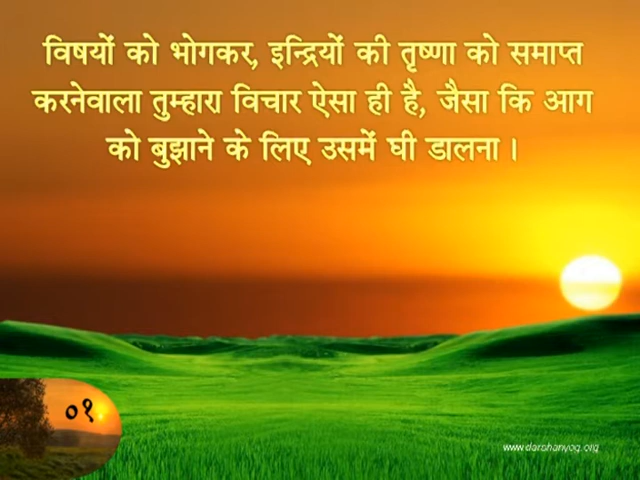 विषयों को भोगकर, इन्द्रियों की तृष्णा को समाप्त
करनेवाला तुम्हारा विचार ऐसा ही है, जैसा कि आग
को बुझाने के लिए उसमें घी डालना ।
०१
www.darshanyog.org